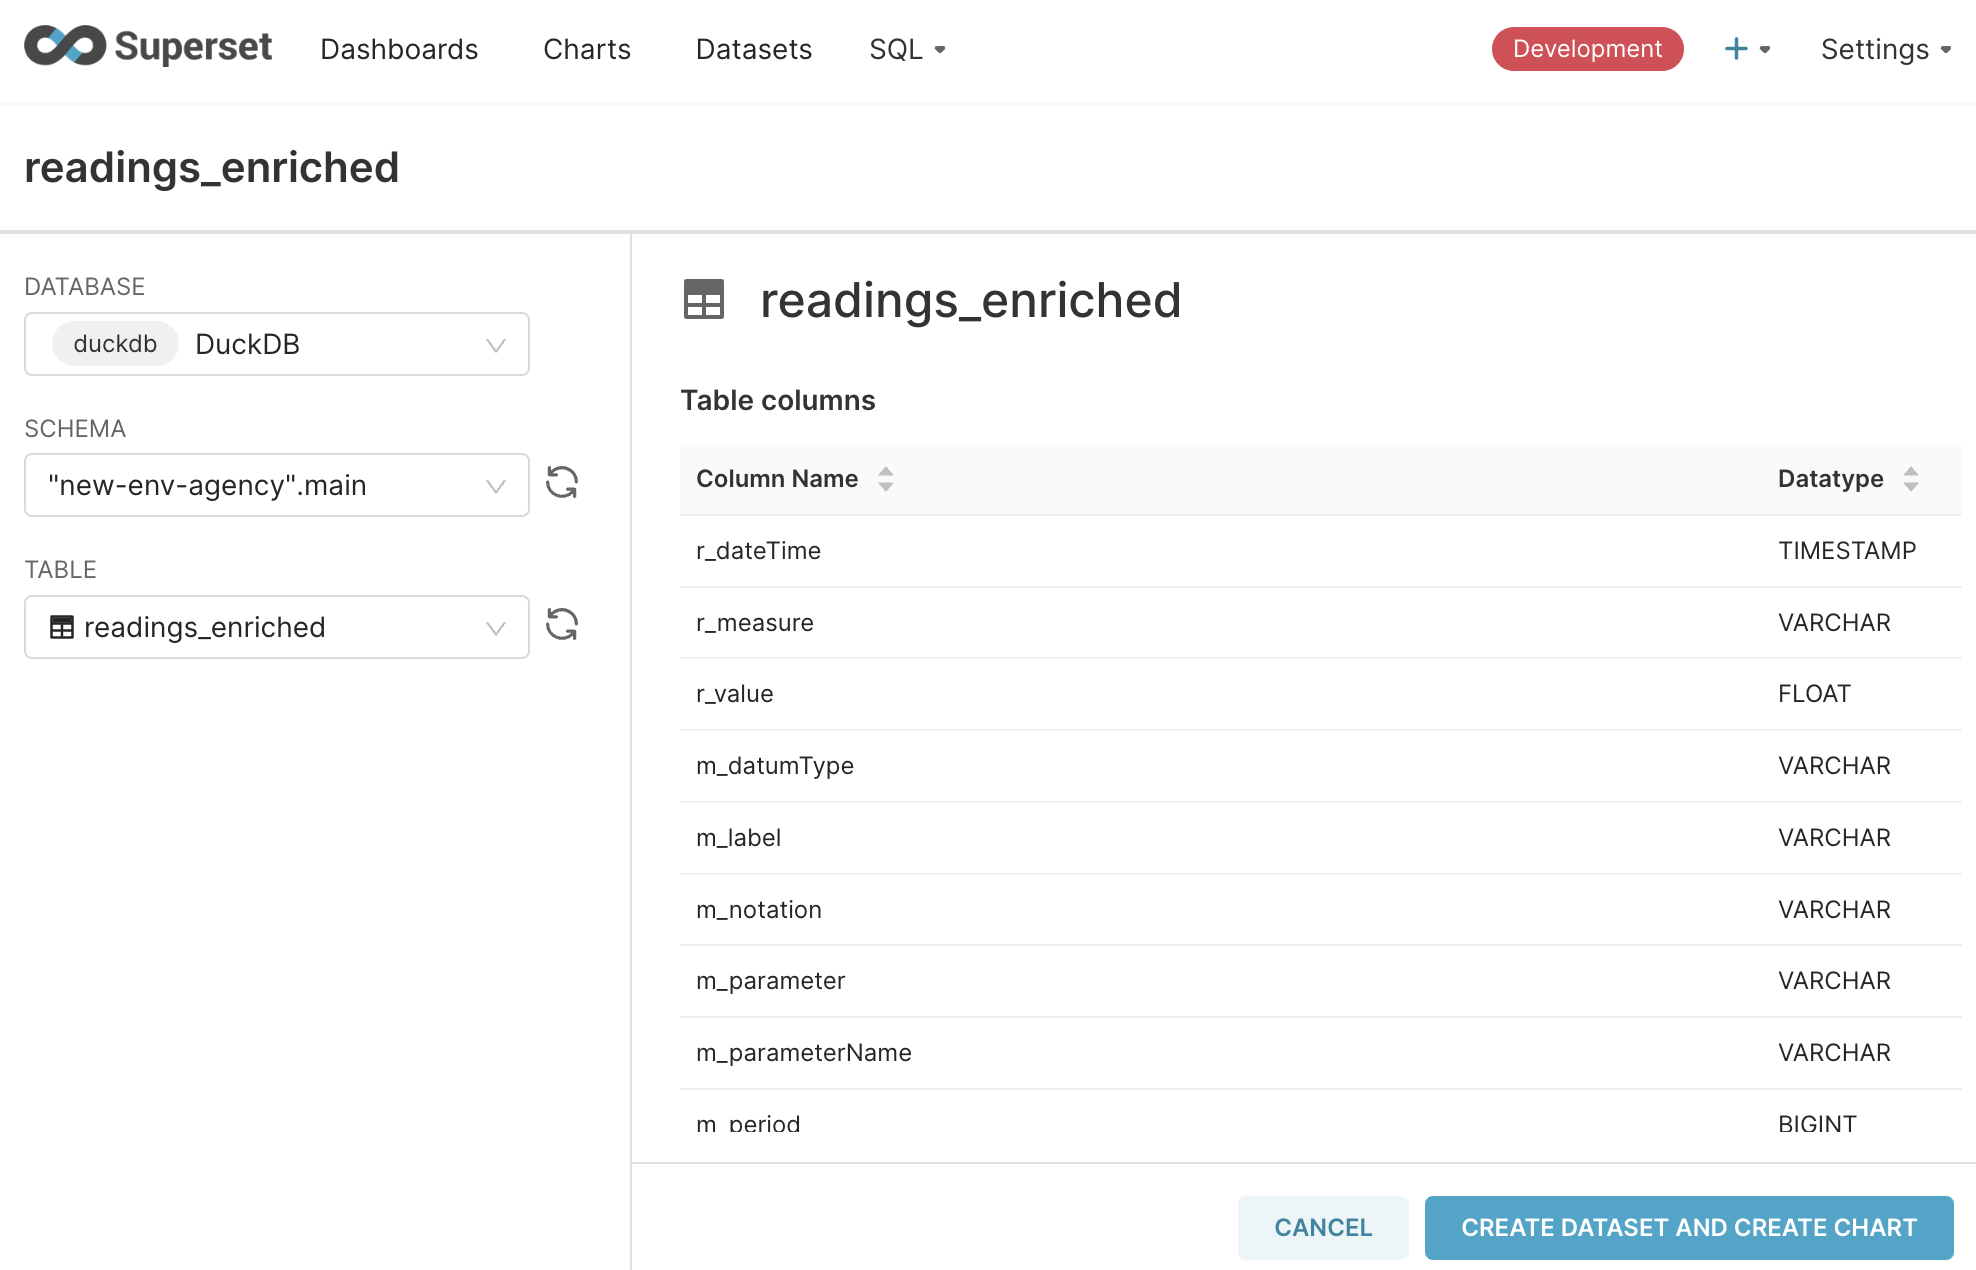 Superset Dashboards Charts Datasets SQL Development + Settings
readings_enriched
DATABASE
duckdb DuckDB
SCHEMA
"new-env-agency".main
TABLE
readings_enriched
readings_enriched
Table columns
Column Name Datatype
r_dateTime TIMESTAMP
r_measure VARCHAR
r_value FLOAT
m_datumType VARCHAR
m_label VARCHAR
m_notation VARCHAR
m_parameter VARCHAR
m_parameterName VARCHAR
m_period BIGINT
CANCEL CREATE DATASET AND CREATE CHART